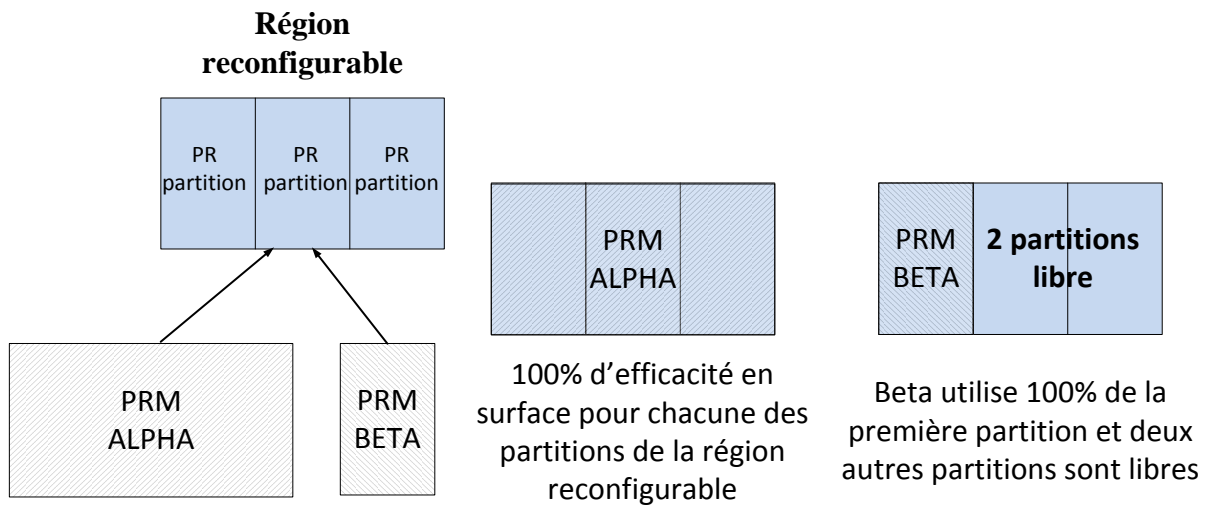 Région
reconfigurable
PR
partition
PR
partition
PR
partition
PRM
ALPHA
PRM
BETA
PRM
ALPHA
100% d’efficacité en
surface pour chacune des
partitions de la région
reconfigurable
PRM
BETA
2 partitions
libre
Beta utilise 100% de la
première partition et deux
autres partitions sont libres